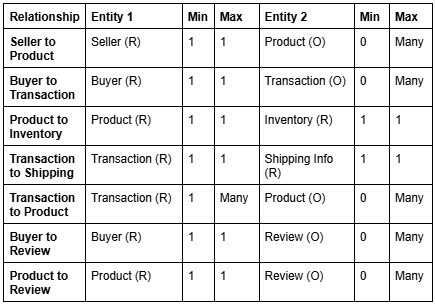 Relationship Entity 1 Min Max Entity 2 Min Max
Seller to Product Seller (R) 1 1 Product (O) 0 Many
Buyer to Transaction Buyer (R) 1 1 Transaction (O) 0 Many
Product to Inventory Product (R) 1 1 Inventory (R) 1 1
Transaction to Shipping Transaction (R) 1 1 Shipping Info (R) 1 1
Transaction to Product Transaction (R) 1 Many Product (O) 0 Many
Buyer to Review Buyer (R) 1 1 Review (O) 0 Many
Product to Review Product (R) 1 1 Review (O) 0 Many